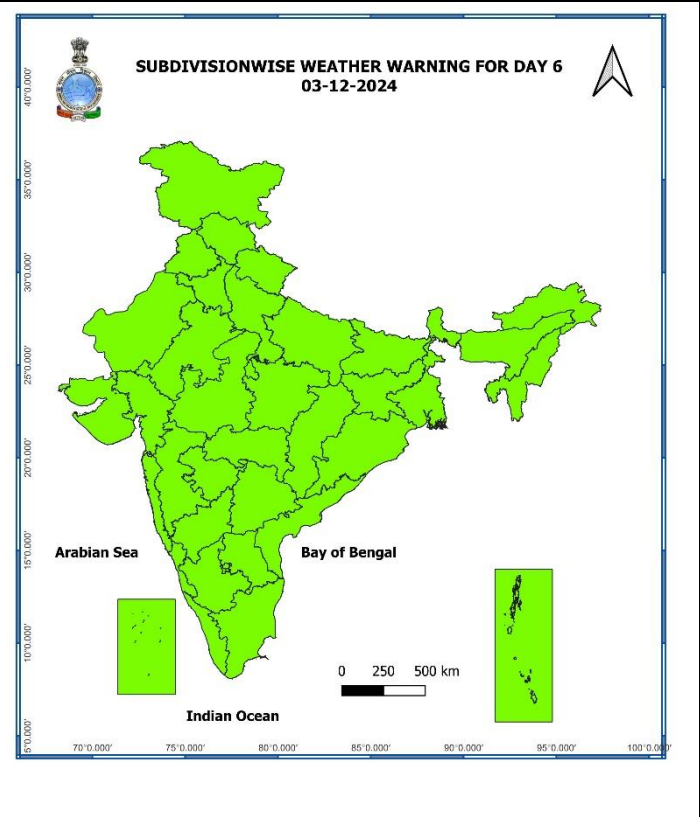 SUBDIVISIONWISE WEATHER WARNING FOR DAY 6
03-12-2024
40°0.000'
35°0.000'
30°0.000'
25°0.000'
20°0.000'
15°0.000'
10°0.000'
5°0.000'
Arabian Sea
Bay of Bengal
0 250 500 km
Indian Ocean
70°0.000' 75°0.000' 80°0.000' 85°0.000' 90°0.000' 95°0.000' 100°0.000'